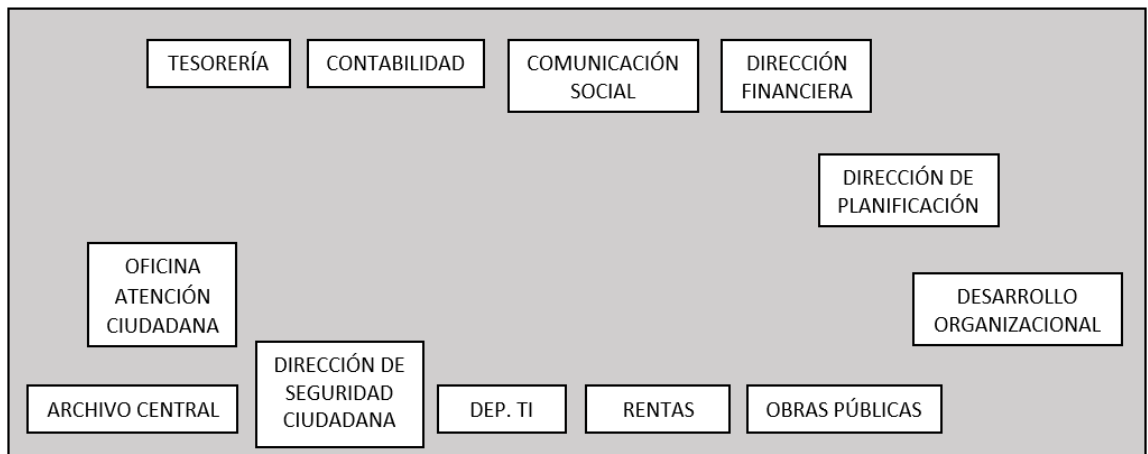 TESORERÍA
CONTABILIDAD
COMUNICACIÓN
SOCIAL
DIRECCIÓN
FINANCIERA
DIRECCIÓN DE
PLANIFICACIÓN
OFICINA
ATENCIÓN
CIUDADANA
DESARROLLO
ORGANIZACIONAL
ARCHIVO CENTRAL
DIRECCIÓN DE
SEGURIDAD
CIUDADANA
DEP. TI
RENTAS
OBRAS PÚBLICAS